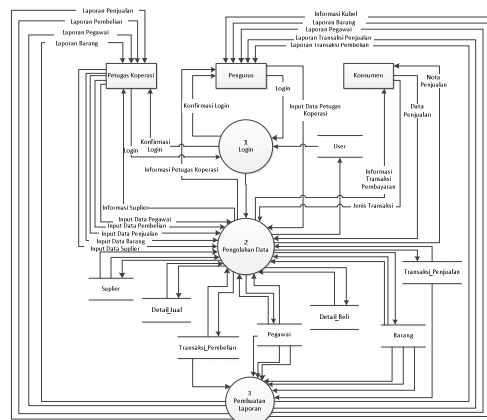 Laporan Penjualan
Laporan Pembelian
Laporan Pegawai
Laporan Barang
Informasi Kubel
Laporan Barang
Laporan Pegawai
Laporan Transaksi Penjualan
Laporan Transaksi Pembelian
Petugas Koperasi
Pengurus
Konsumen
Nota
Penjualan
Data
Penjualan
Login
Konfirmasi Login
Input Data Petugas
Koperasi
Konfirmasi
Login
Login
1
Login
User
Informasi Petugas Koperasi
Informasi
Transaksi
Pembayaran
Informasi Suplier
Jenis Transaksi
Input Data Pegawai
Input Data Pembelian
Input Data Penjualan
Input Data Barang
Input Data Suplier
2
Pengolahan Data
Transaksi_Penjualan
Suplier
Detail_Jual
Detail_Beli
Transaksi_Pembelian
Pegawai
Barang
3
Pembuatan
Laporan